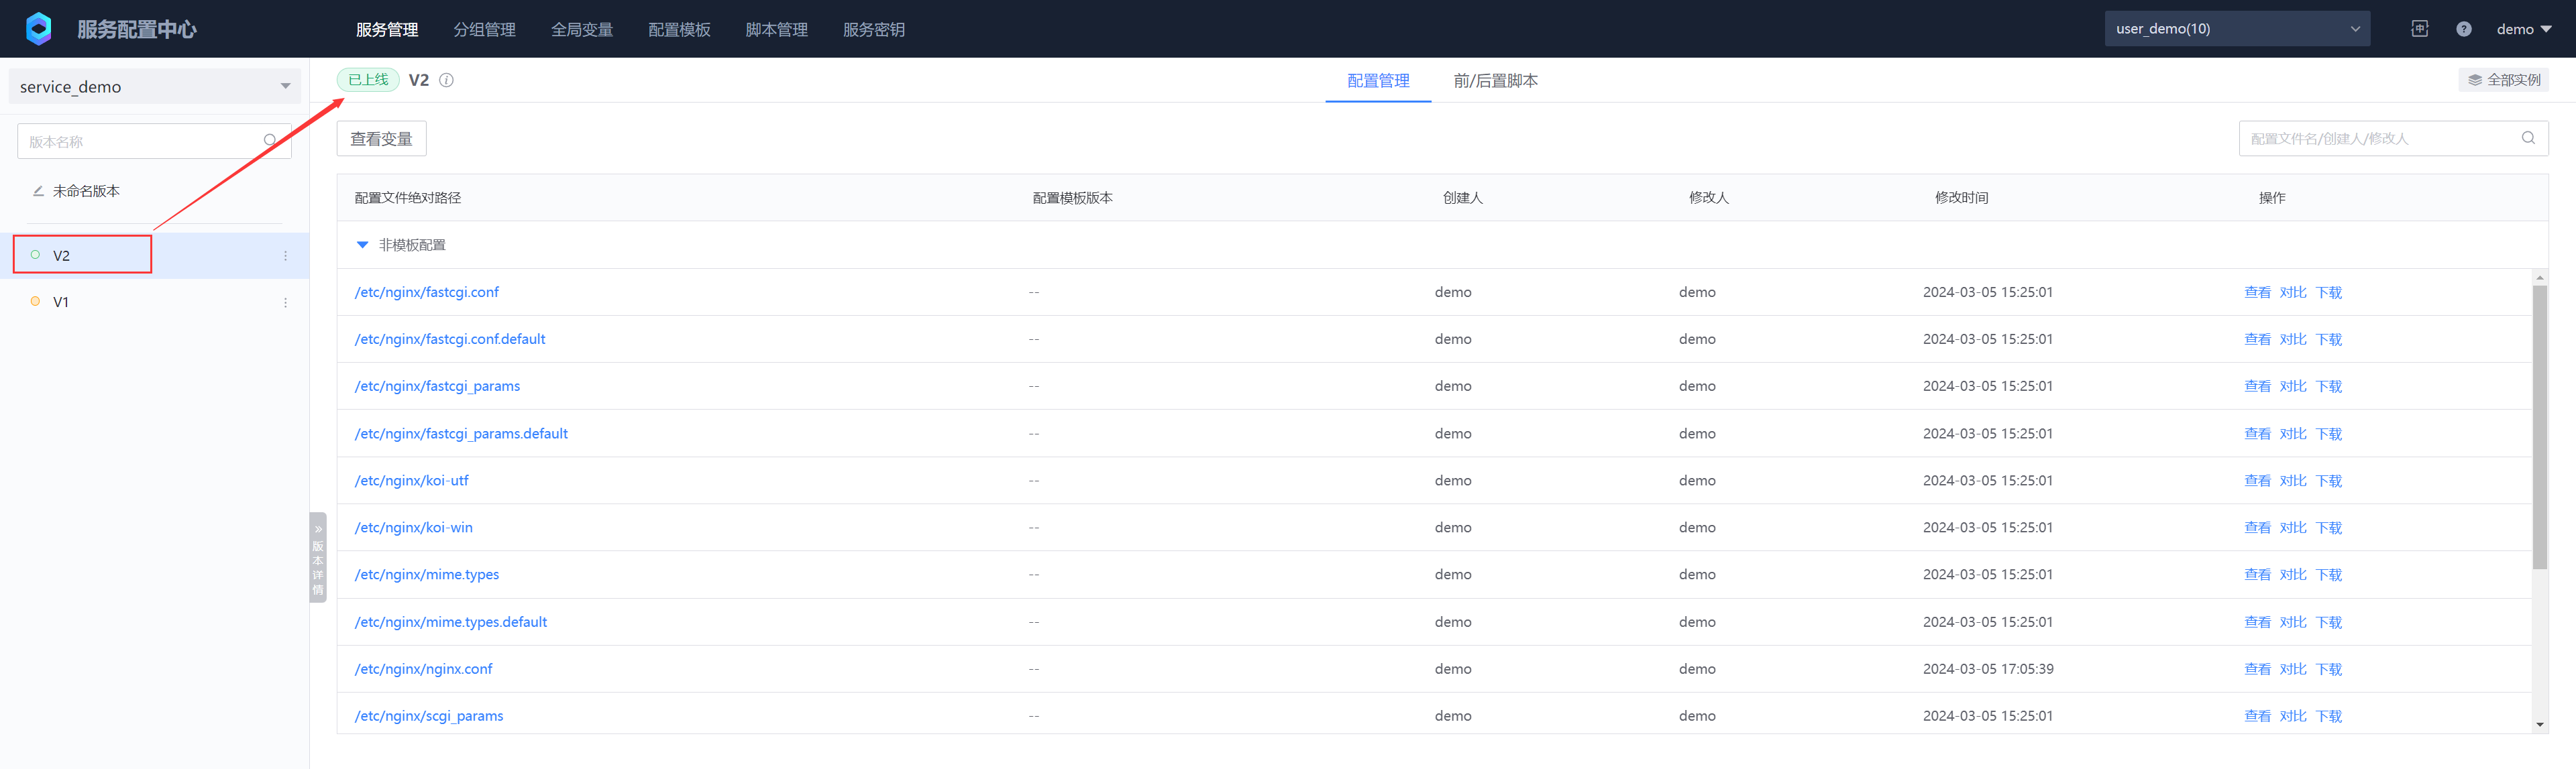 服务配置中心 服务管理 分组管理 全局变量 配置模板 脚本管理 服务密钥 user_demo(10) 中 ? demo
service_demo 已上线 V2 配置管理 前/后置脚本 全部实例
版本名称 查看变量 配置文件名/创建人/修改人
未命名版本
V2
V1
版本详情
配置文件绝对路径 配置模板版本 创建人 修改人 修改时间 操作
非模板配置
/etc/nginx/fastcgi.conf -- demo demo 2024-03-05 15:25:01 查看 对比 下载
/etc/nginx/fastcgi.conf.default -- demo demo 2024-03-05 15:25:01 查看 对比 下载
/etc/nginx/fastcgi_params -- demo demo 2024-03-05 15:25:01 查看 对比 下载
/etc/nginx/fastcgi_params.default -- demo demo 2024-03-05 15:25:01 查看 对比 下载
/etc/nginx/koi-utf -- demo demo 2024-03-05 15:25:01 查看 对比 下载
/etc/nginx/koi-win -- demo demo 2024-03-05 15:25:01 查看 对比 下载
/etc/nginx/mime.types -- demo demo 2024-03-05 15:25:01 查看 对比 下载
/etc/nginx/mime.types.default -- demo demo 2024-03-05 15:25:01 查看 对比 下载
/etc/nginx/nginx.conf -- demo demo 2024-03-05 17:05:39 查看 对比 下载
/etc/nginx/scgi_params -- demo demo 2024-03-05 15:25:01 查看 对比 下载